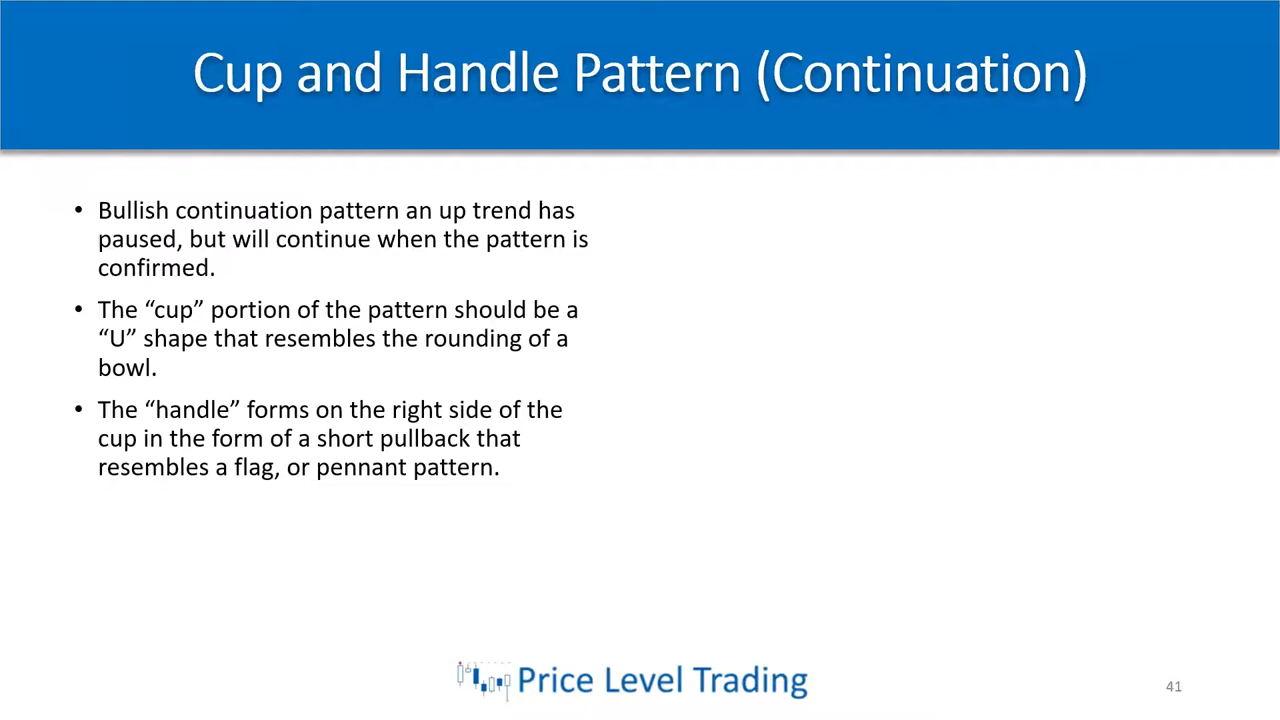 Cup and Handle Pattern (Continuation)
• Bullish continuation pattern an up trend has
paused, but will continue when the pattern is
confirmed.
• The “cup” portion of the pattern should be a
“U” shape that resembles the rounding of a
bowl.
• The “handle” forms on the right side of the
cup in the form of a short pullback that
resembles a flag, or pennant pattern.
Price Level Trading
41